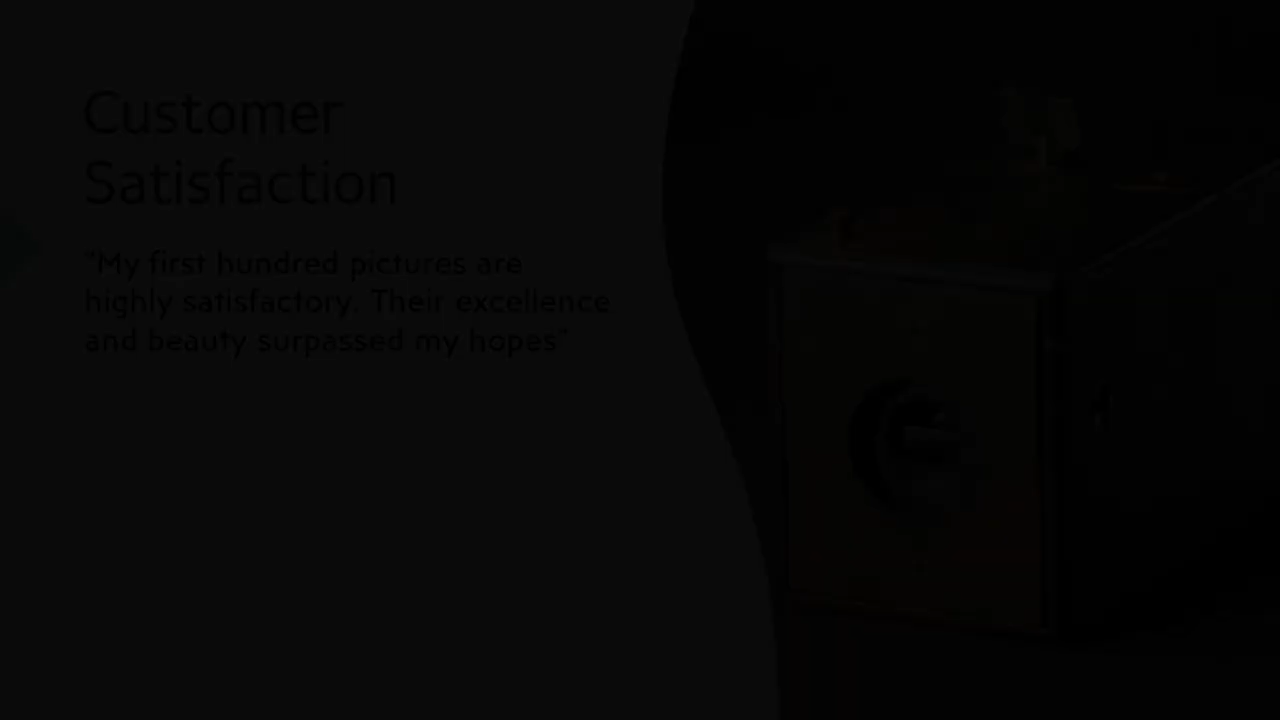 Customer
Satisfaction
"My first hundred pictures are
highly satisfactory. Their excellence
and beauty surpassed my hopes"